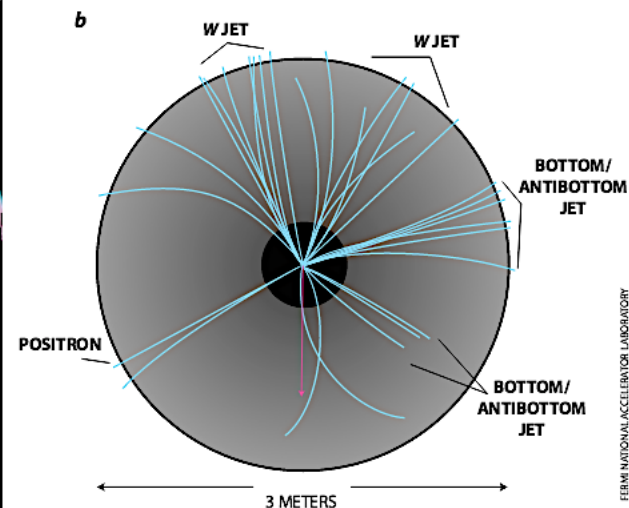 b
W JET
W JET
BOTTOM/
ANTIBOTTOM
JET
POSITRON
BOTTOM/
ANTIBOTTOM
JET
3 METERS
FERMI NATIONAL ACCELERATOR LABORATORY